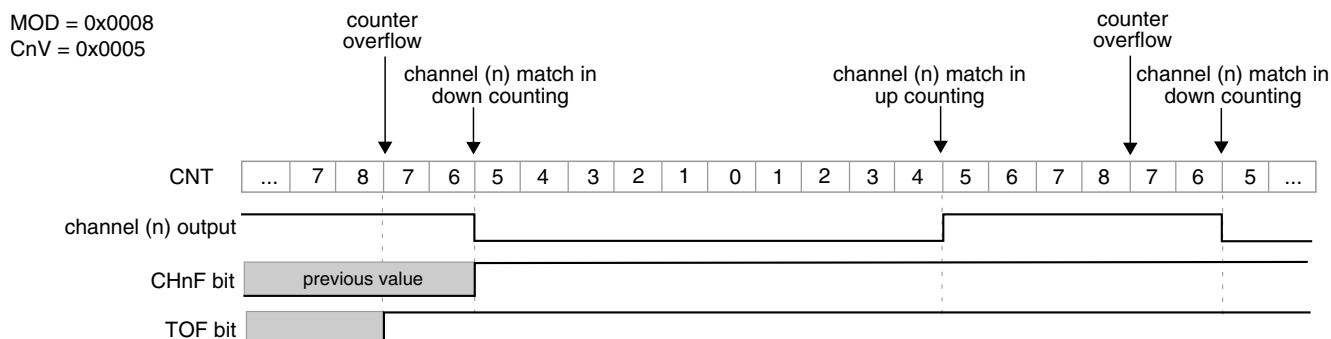 MOD = 0x0008
CnV = 0x0005
counter
overflow
channel (n) match in
down counting
channel (n) match in
up counting
counter
overflow
channel (n) match in
down counting
CNT ... 7 8 7 6 5 4 3 2 1 0 1 2 3 4 5 6 7 8 7 6 5 ...
channel (n) output
CHnF bit previous value
TOF bit